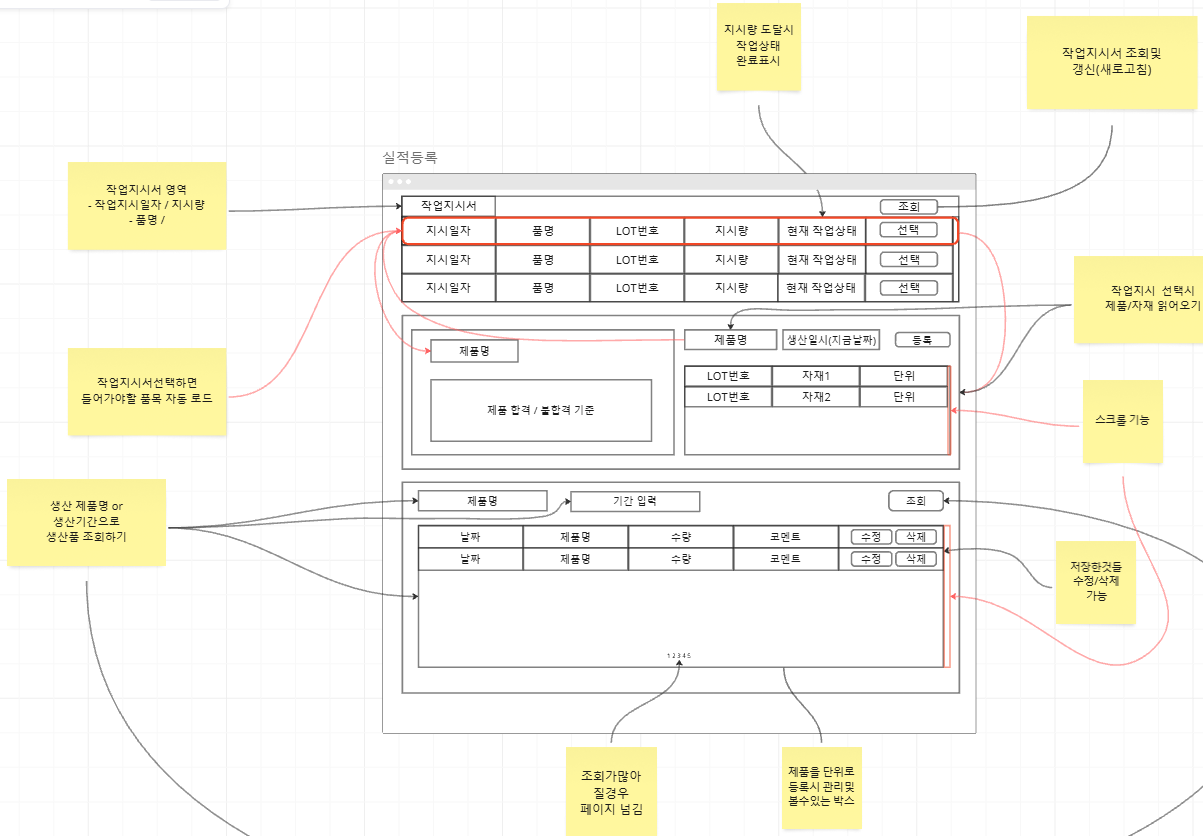 지시량 도달시
작업상태
완료표시
작업지시서 조회및
갱신(새로고침)
실적등록
작업지시서 영역
- 작업지시일자 / 지시량
- 품명 /
작업지시서
조회
지시일자 품명 LOT번호 지시량 현재 작업상태 선택
지시일자 품명 LOT번호 지시량 현재 작업상태 선택
지시일자 품명 LOT번호 지시량 현재 작업상태 선택
작업지시 선택시
제품/자재 읽어오기
제품명 생산일시(지금날짜) 등록
제품명
작업지시서선택하면
들어가야할 품목 자동 로드
LOT번호 자재1 단위
LOT번호 자재2 단위
제품 합격 / 불합격 기준
스크롤 기능
생산 제품명 or
생산기간으로
생산품 조회하기
제품명 기간 입력 조회
날짜 제품명 수량 코멘트 수정 삭제
날짜 제품명 수량 코멘트 수정 삭제
저장한것들
수정/삭제
가능
1 2 3 4 5
조회가많아
질경우
페이지 넘김
제품을 단위로
등록시 관리및
볼수있는 박스